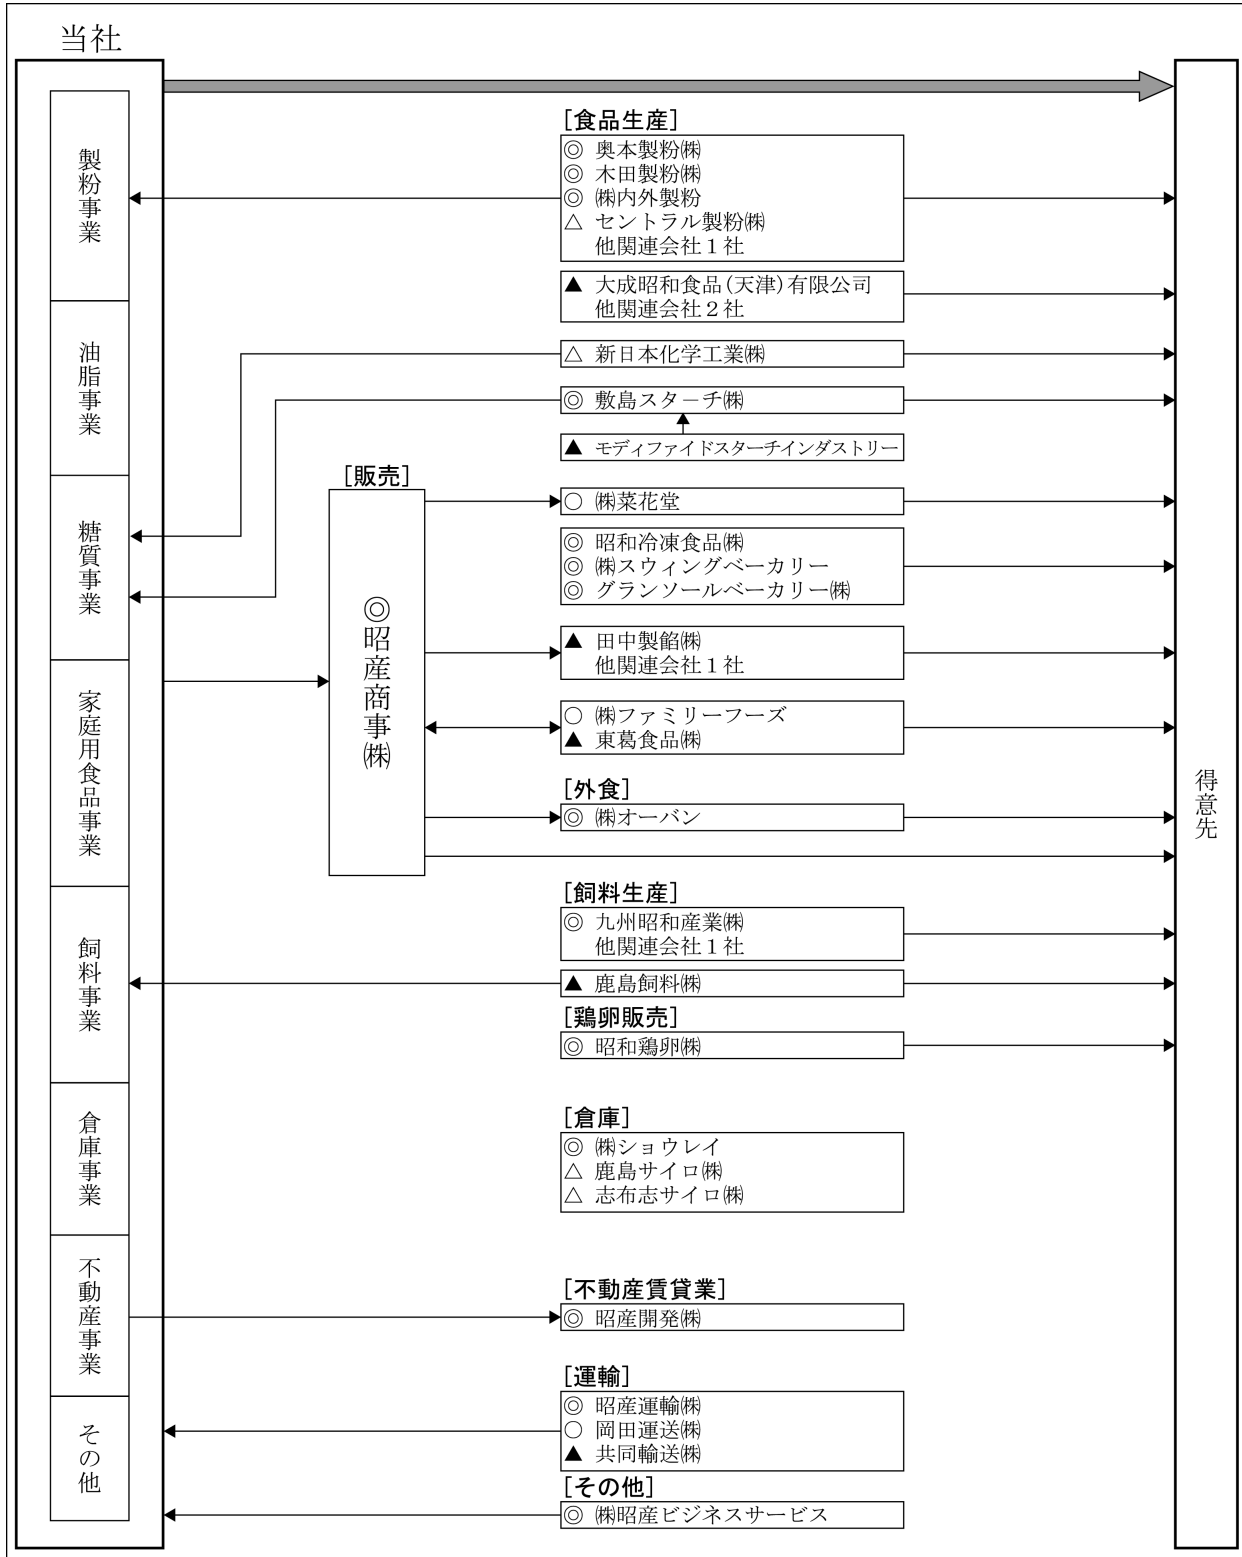 当社
製粉事業
油脂事業
糖質事業
家庭用食品事業
飼料事業
倉庫事業
不動産事業
その他
［販売］
◎昭産商事㈱
［食品生産］
◎ 奥本製粉㈱
◎ 木田製粉㈱
◎ ㈱内外製粉
△ セントラル製粉㈱
他関連会社１社
▲ 大成昭和食品(天津)有限公司
他関連会社２社
△ 新日本化学工業㈱
◎ 敷島スターチ㈱
▲ モディファイドスターチインダストリー
○ ㈱菜花堂
◎ 昭和冷凍食品㈱
◎ ㈱スウィングベーカリー
◎ グランソールベーカリー㈱
▲ 田中製餡㈱
他関連会社１社
○ ㈱ファミリーフーズ
▲ 東葛食品㈱
［外食］
◎ ㈱オーバン
［飼料生産］
◎ 九州昭和産業㈱
他関連会社１社
▲ 鹿島飼料㈱
［鶏卵販売］
◎ 昭和鶏卵㈱
［倉庫］
◎ ㈱ショウレイ
△ 鹿島サイロ㈱
△ 志布志サイロ㈱
［不動産賃貸業］
◎ 昭産開発㈱
［運輸］
◎ 昭産運輸㈱
○ 岡田運送㈱
▲ 共同輸送㈱
［その他］
◎ ㈱昭産ビジネスサービス
得意先